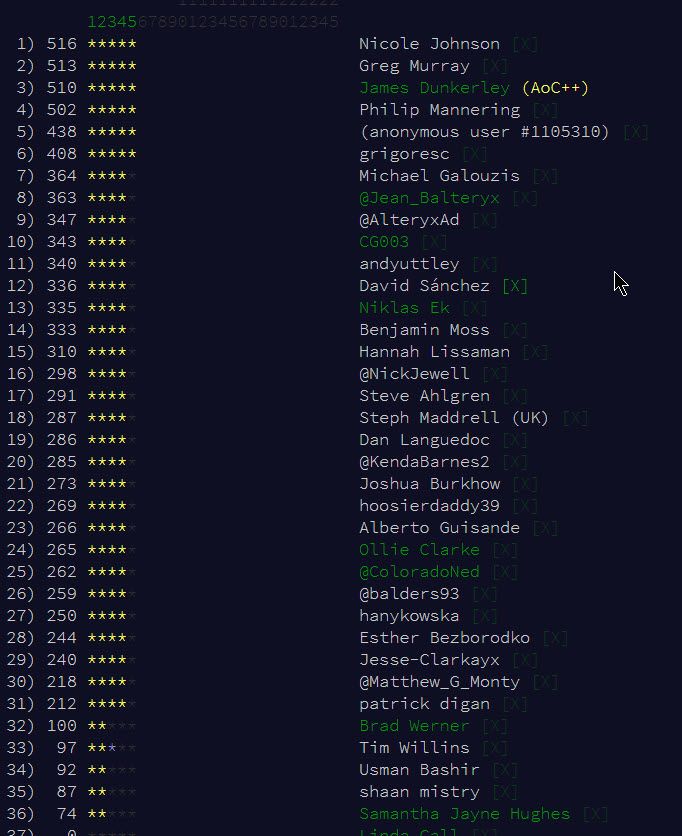 1111111111222222
1234567890123456789012345
1) 516 ***** Nicole Johnson [X]
2) 513 ***** Greg Murray [X]
3) 510 ***** James Dunkerley (AoC++)
4) 502 ***** Philip Mannering [X]
5) 438 ***** (anonymous user #1105310) [X]
6) 408 ***** grigoresc [X]
7) 364 ***** Michael Galouzis [X]
8) 363 ***** @Jean_Balteryx [X]
9) 347 ***** @AlteryxAd [X]
10) 343 ***** CG003 [X]
11) 340 ***** andyuttley [X]
12) 336 ***** David Sánchez [X]
13) 335 ***** Niklas Ek [X]
14) 333 ***** Benjamin Moss [X]
15) 310 ***** Hannah Lissaman [X]
16) 298 ***** @NickJewell [X]
17) 291 ***** Steve Ahlgren [X]
18) 287 ***** Steph Maddrell (UK) [X]
19) 286 ***** Dan Languedoc [X]
20) 285 ***** @KendaBarnes2 [X]
21) 273 ***** Joshua Burkhow [X]
22) 269 ***** hoosierdaddy39 [X]
23) 266 ***** Alberto Guisande [X]
24) 265 ***** Ollie Clarke [X]
25) 262 ***** @ColoradoNed [X]
26) 259 ***** @balders93 [X]
27) 250 ***** hanykowska [X]
28) 244 ***** Esther Bezborodko [X]
29) 240 ***** Jesse-Clarkayx [X]
30) 218 ***** @Matthew_G_Monty [X]
31) 212 ***** patrick digan [X]
32) 100 ***** Brad Werner [X]
33) 97 ***** Tim Willins [X]
34) 92 ***** Usman Bashir [X]
35) 87 ***** shaan mistry [X]
36) 74 ***** Samantha Jayne Hughes [X]
37) 0 Linda